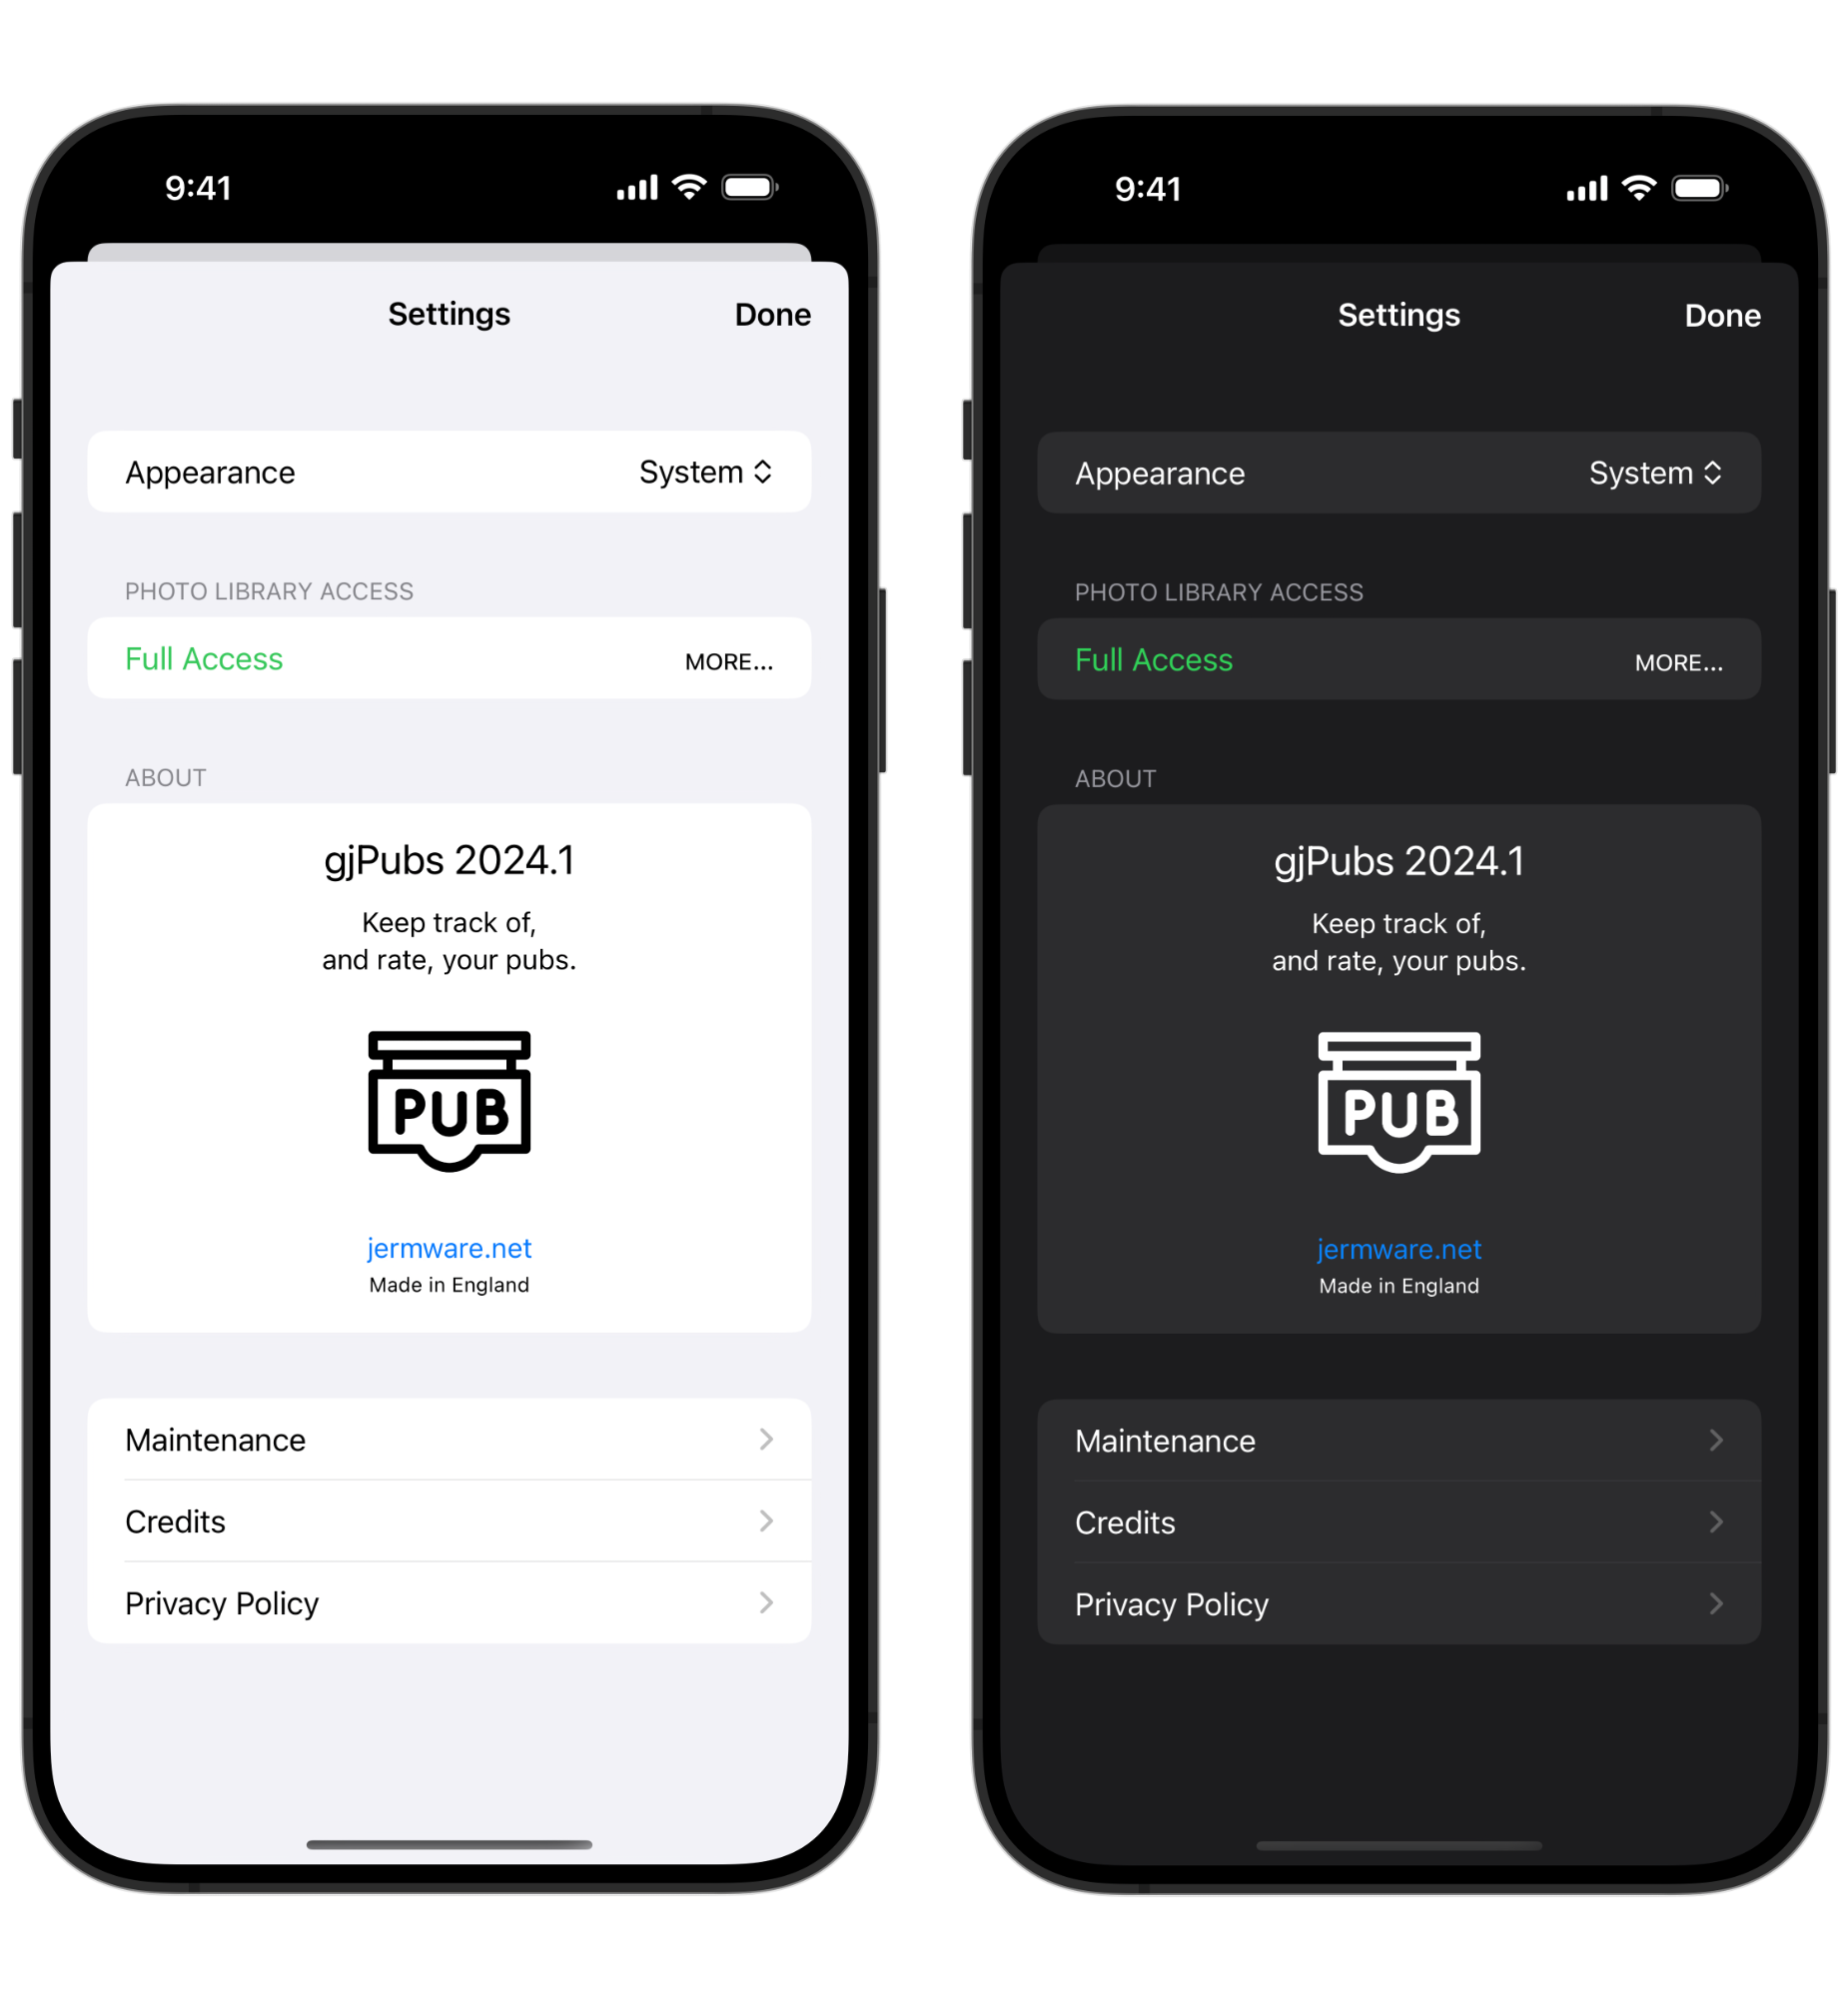 9:41
Settings
Done
Appearance
System
PHOTO LIBRARY ACCESS
Full Access
MORE...
ABOUT
gjPubs 2024.1
Keep track of,
and rate, your pubs.
PUB
jermware.net
Made in England
Maintenance
Credits
Privacy Policy
9:41
Settings
Done
Appearance
System
PHOTO LIBRARY ACCESS
Full Access
MORE...
ABOUT
gjPubs 2024.1
Keep track of,
and rate, your pubs.
PUB
jermware.net
Made in England
Maintenance
Credits
Privacy Policy